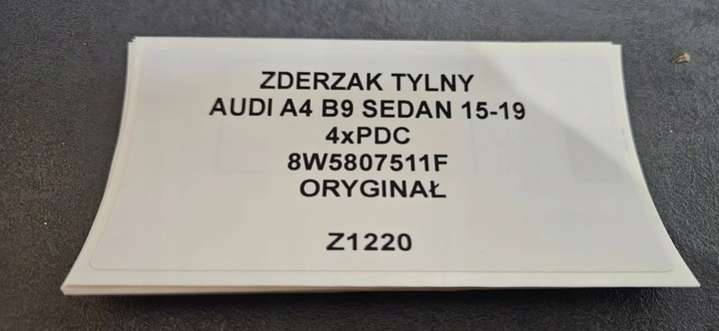 ZDERZAK TYLNY
AUDI A4 B9 SEDAN 15-19
4xPDC
8W5807511F
ORYGINAŁ
Z1220